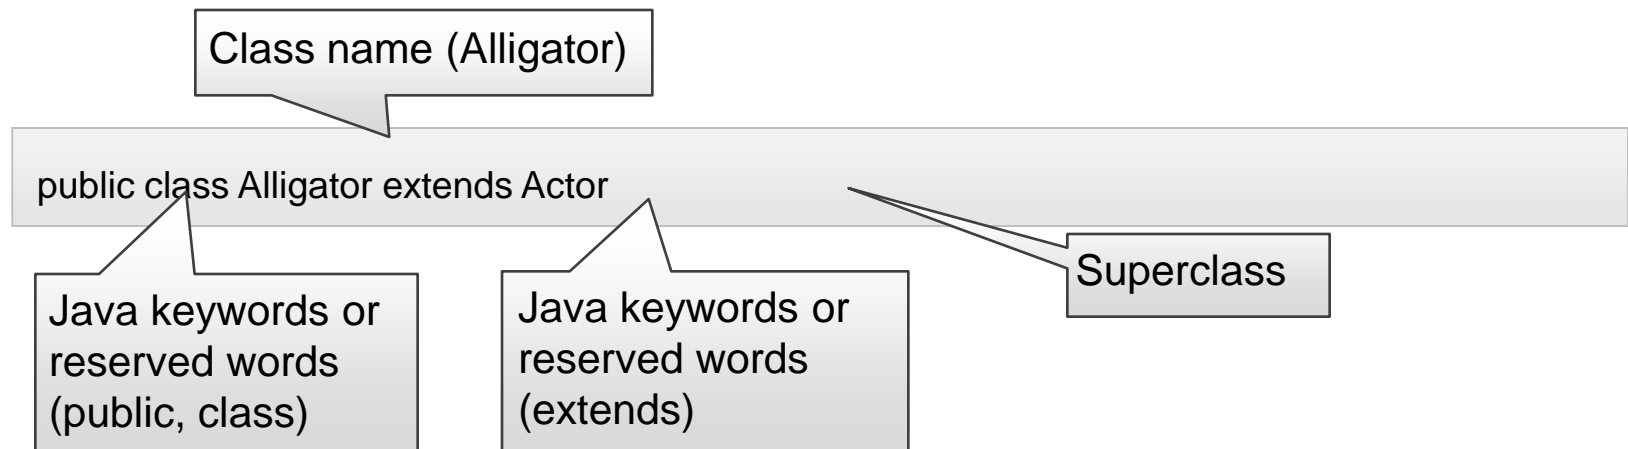 Class name (Alligator)
public class Alligator extends Actor
Superclass
Java keywords or
reserved words
(public, class)
Java keywords or
reserved words
(extends)